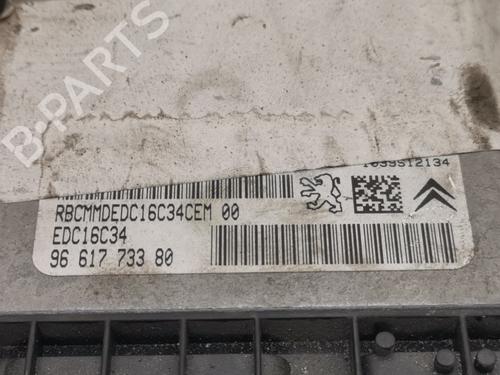 1039S12134
RBCMMDEDC16C34CEM 00
EDC16C34
96 617 733 80
B-PARTS